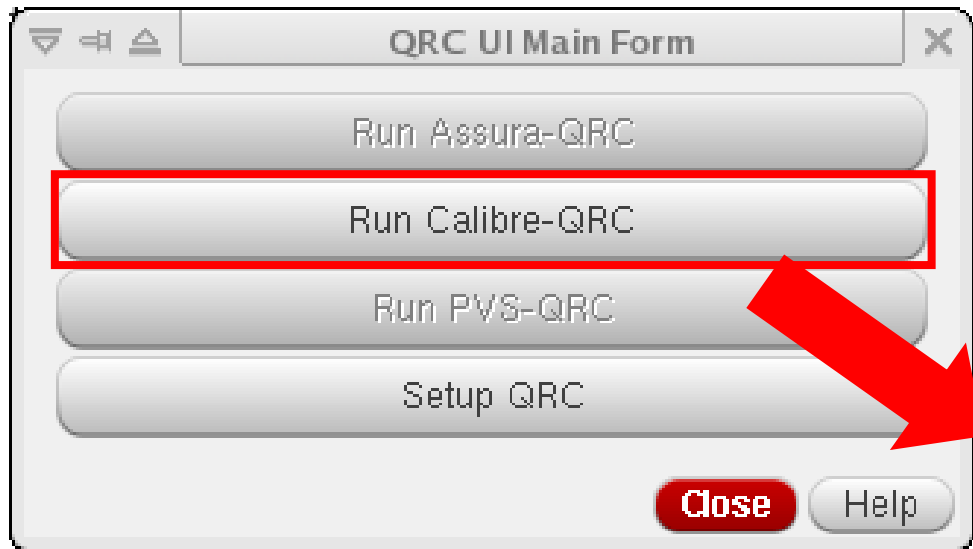 QRC UI Main Form
Run Assura-QRC
Run Calibre-QRC
Run PVS-QRC
Setup QRC
Close Help